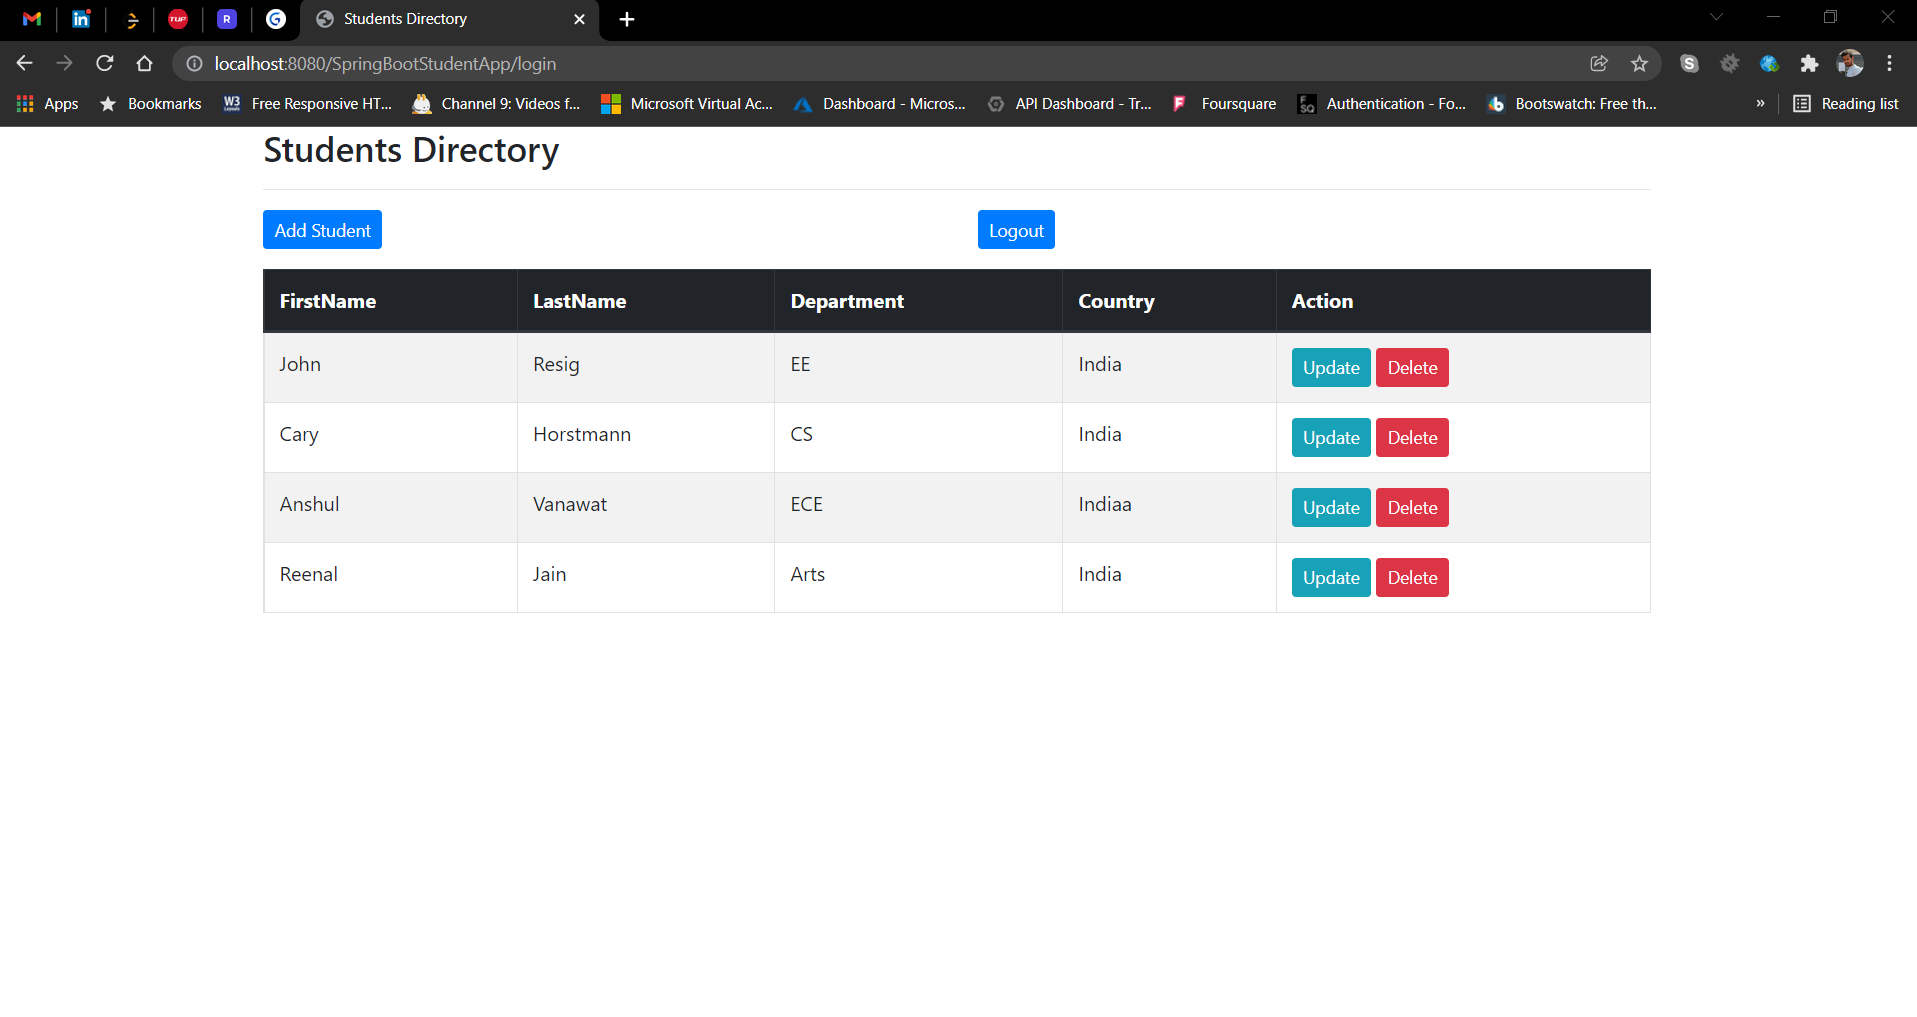 Students Directory
localhost:8080/SpringBootStudentApp/login
Apps Bookmarks Free Responsive HT... Channel 9: Videos f... Microsoft Virtual Ac... Dashboard - Micros... API Dashboard - Tr... Foursquare Authentication - Fo... Bootswatch: Free th... » Reading list
Students Directory
Add Student Logout
FirstName LastName Department Country Action
John Resig EE India Update Delete
Cary Horstmann CS India Update Delete
Anshul Vanawat ECE Indiaa Update Delete
Reenal Jain Arts India Update Delete